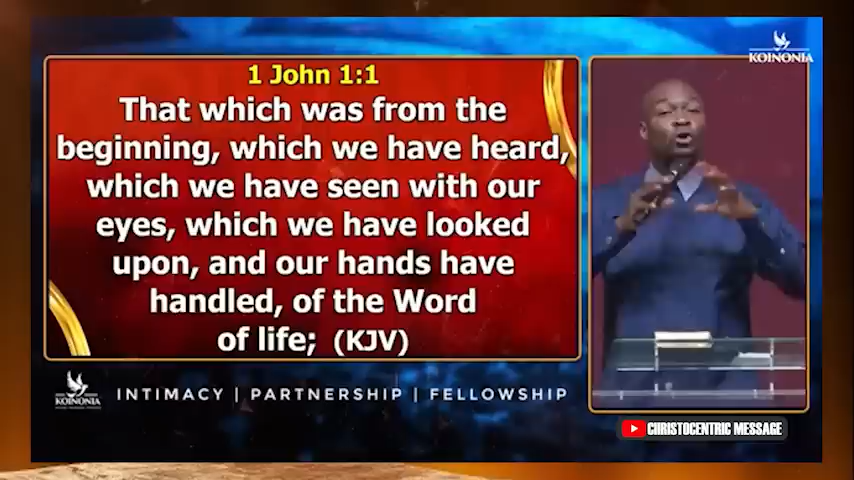 KOINONIA
1 John 1:1
That which was from the
beginning, which we have heard,
which we have seen with our
eyes, which we have looked
upon, and our hands have
handled, of the Word
of life; (KJV)
KOINONIA
INTIMACY | PARTNERSHIP | FELLOWSHIP
CHRISTOCENTRIC MESSAGE